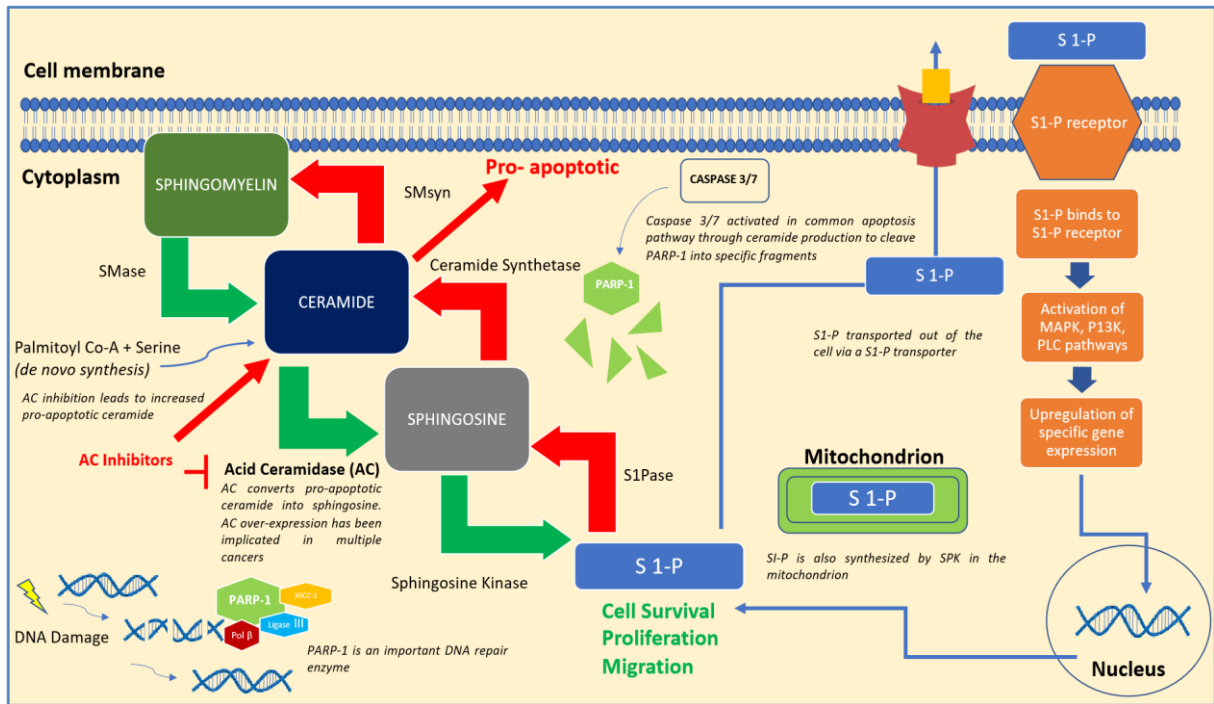 Cell membrane
Cytoplasm
SPHINGOMYELIN
SMase
SMsyn
Pro- apoptotic
CERAMIDE
Ceramide Synthetase
Palmitoyl Co-A + Serine
(de novo synthesis)
AC inhibition leads to increased
pro-apoptotic ceramide
AC Inhibitors
Acid Ceramidase (AC)
AC converts pro-apoptotic
ceramide into sphingosine.
AC over-expression has been
implicated in multiple
cancers
SPHINGOSINE
S1Pase
Sphingosine Kinase
S 1-P
Cell Survival
Proliferation
Migration
CASPASE 3/7
Caspase 3/7 activated in common apoptosis
pathway through ceramide production to cleave
PARP-1 into specific fragments
PARP-1
S 1-P
S1-P transported out of the
cell via a S1-P transporter
Mitochondrion
S 1-P
SI-P is also synthesized by SPK in the
mitochondrion
S 1-P
S1-P receptor
S1-P binds to
S1-P receptor
Activation of
MAPK, P13K,
PLC pathways
Upregulation of
specific gene
expression
Nucleus
DNA Damage
PARP-1
XRCC-1
Pol β
Ligase III
PARP-1 is an important DNA repair
enzyme